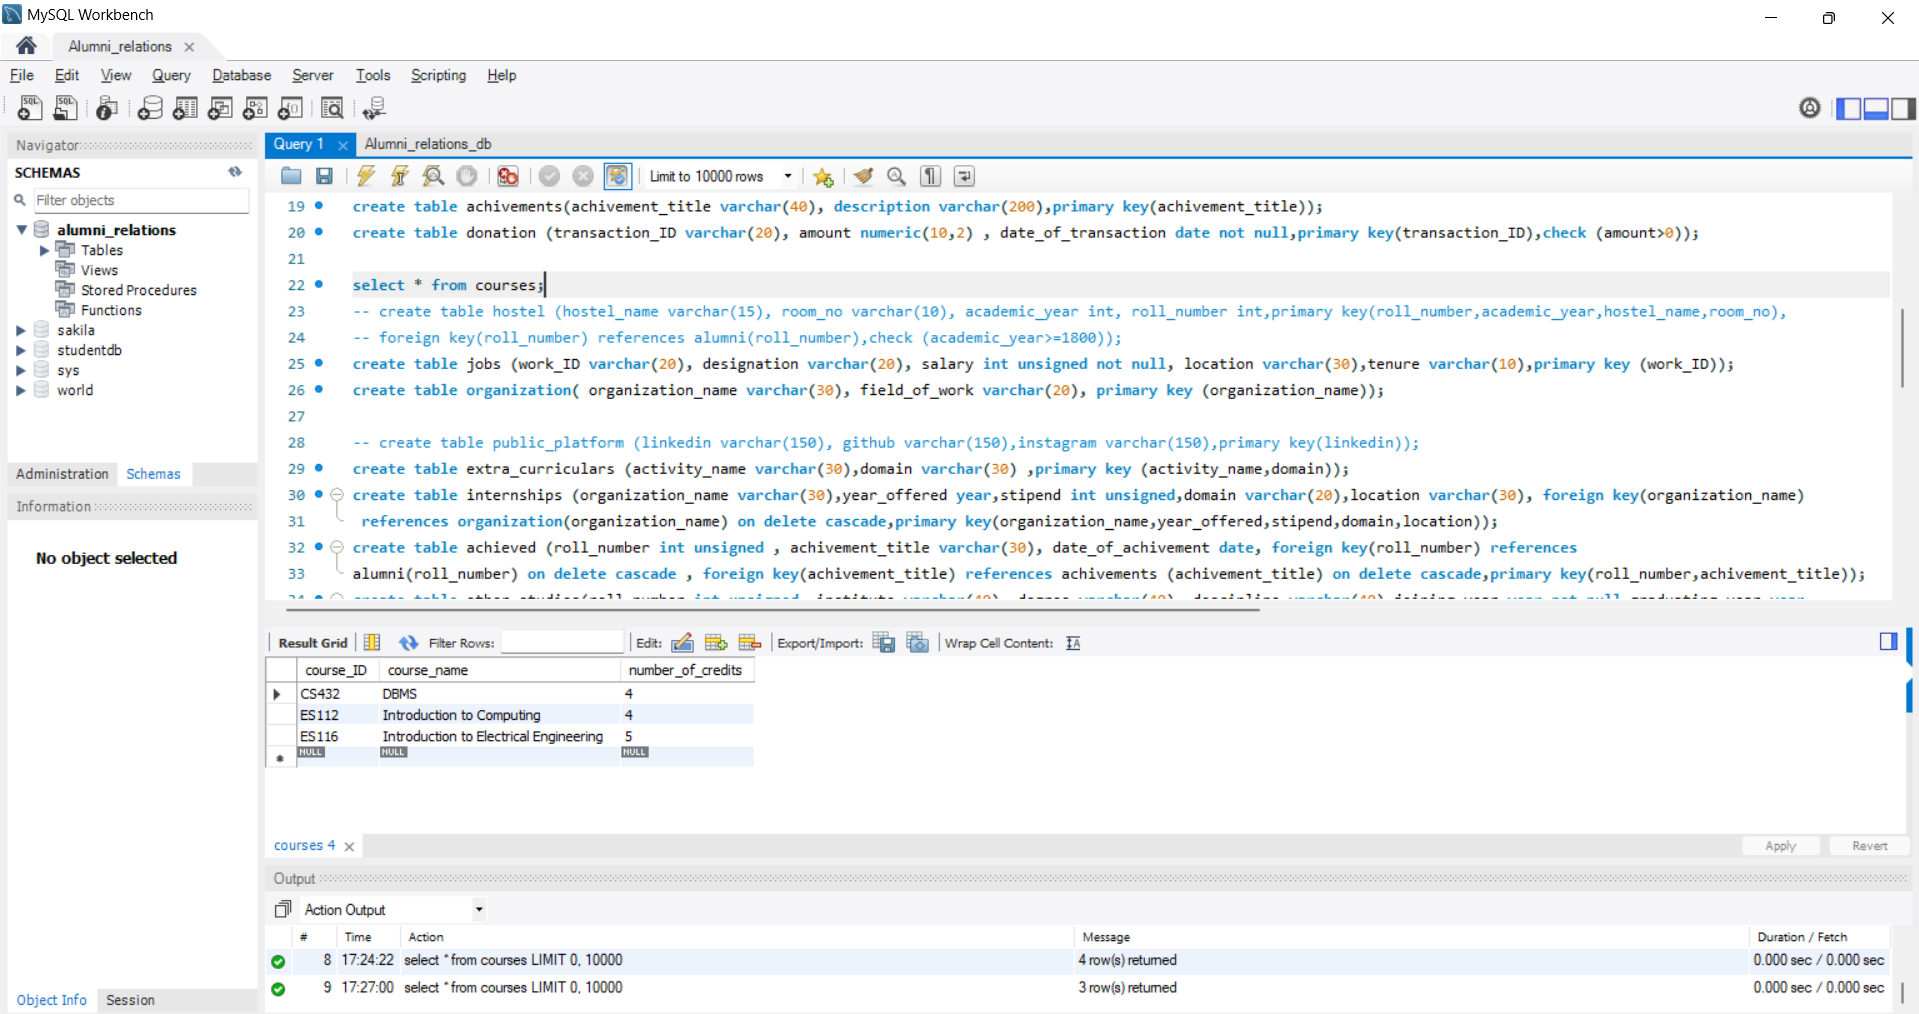 MySQL Workbench
Alumni_relations
File Edit View Query Database Server Tools Scripting Help
Navigator
SCHEMAS
Filter objects
alumni_relations
Tables
Views
Stored Procedures
Functions
sakila
studentdb
sys
world
Administration Schemas
Information
No object selected
Object Info Session
Query 1 Alumni_relations_db
Limit to 10000 rows
19 create table achivements(achivement_title varchar(40), description varchar(200),primary key(achivement_title));
20 create table donation (transaction_ID varchar(20), amount numeric(10,2) , date_of_transaction date not null,primary key(transaction_ID),check (amount>0));
21
22 select * from courses;
23 -- create table hostel (hostel_name varchar(15), room_no varchar(10), academic_year int, roll_number int,primary key(roll_number,academic_year,hostel_name,room_no),
24 -- foreign key(roll_number) references alumni(roll_number),check (academic_year>=1800));
25 create table jobs (work_ID varchar(20), designation varchar(20), salary int unsigned not null, location varchar(30),tenure varchar(10),primary key (work_ID));
26 create table organization( organization_name varchar(30), field_of_work varchar(20), primary key (organization_name));
27
28 -- create table public_platform (linkedin varchar(150), github varchar(150),instagram varchar(150),primary key(linkedin));
29 create table extra_curriculars (activity_name varchar(30),domain varchar(30) ,primary key (activity_name,domain));
30 create table internships (organization_name varchar(30),year_offered year,stipend int unsigned,domain varchar(20),location varchar(30), foreign key(organization_name)
31 references organization(organization_name) on delete cascade,primary key(organization_name,year_offered,stipend,domain,location));
32 create table achieved (roll_number int unsigned , achivement_title varchar(30), date_of_achivement date, foreign key(roll_number) references
33 alumni(roll_number) on delete cascade , foreign key(achivement_title) references achivements (achivement_title) on delete cascade,primary key(roll_number,achivement_title));
Result Grid Filter Rows: Edit: Export/Import: Wrap Cell Content:
course_ID course_name number_of_credits
CS432 DBMS 4
ES112 Introduction to Computing 4
ES116 Introduction to Electrical Engineering 5
NULL NULL NULL
courses 4 Apply Revert
Output
Action Output
# Time Action Message Duration / Fetch
8 17:24:22 select * from courses LIMIT 0, 10000 4 row(s) returned 0.000 sec / 0.000 sec
9 17:27:00 select * from courses LIMIT 0, 10000 3 row(s) returned 0.000 sec / 0.000 sec